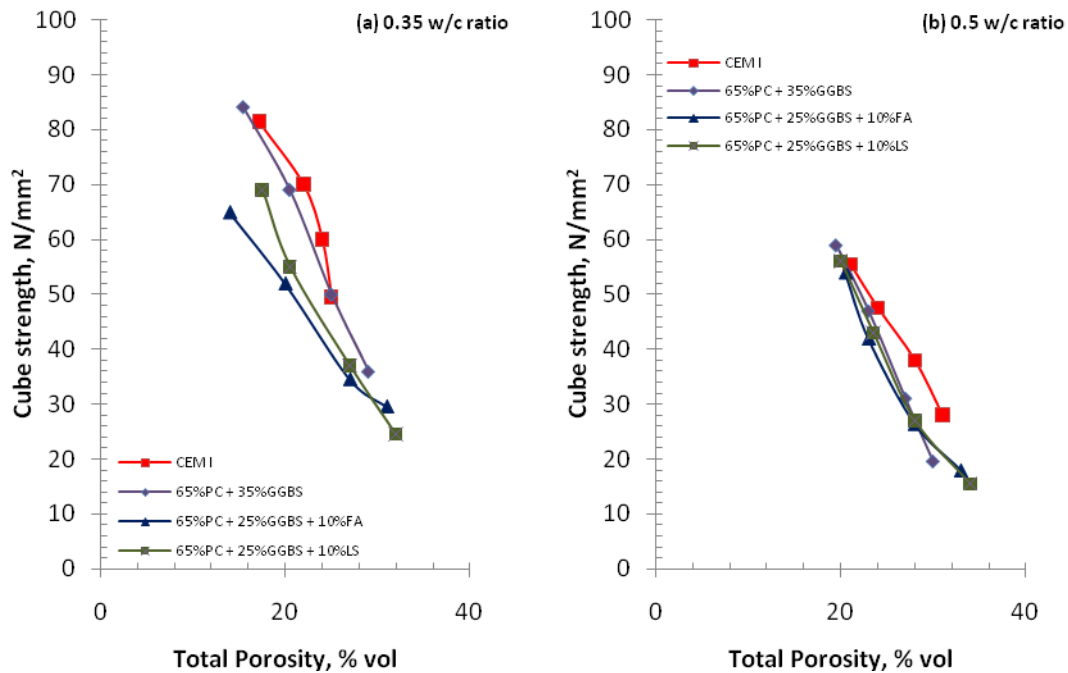 (a) 0.35 w/c ratio
Cube strength, N/mm²
100
90
80
70
60
50
40
30
20
10
0
CEM I
65%PC + 35%GGBS
65%PC + 25%GGBS + 10%FA
65%PC + 25%GGBS + 10%LS
0
20
40
Total Porosity, % vol
(b) 0.5 w/c ratio
Cube strength, N/mm²
100
90
80
70
60
50
40
30
20
10
0
CEM I
65%PC + 35%GGBS
65%PC + 25%GGBS + 10%FA
65%PC + 25%GGBS + 10%LS
0
20
40
Total Porosity, % vol